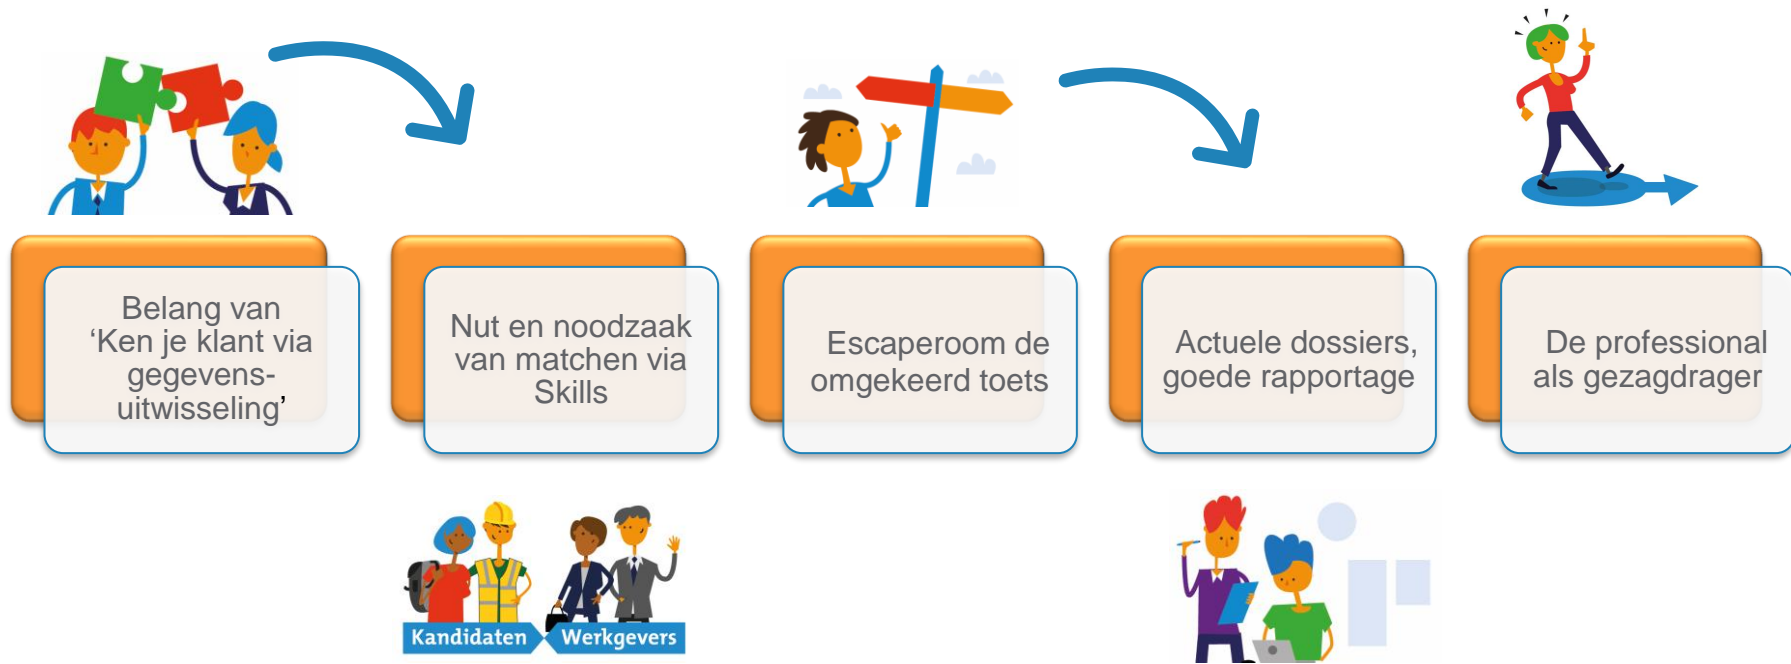 Belang van
‘Ken je klant via
gegevens-
uitwisseling’
Nut en noodzaak
van matchen via
Skills
Escaperoom de
omgekeerd toets
Actuele dossiers,
goede rapportage
De professional
als gezagdrager
Kandidaten
Werkgevers